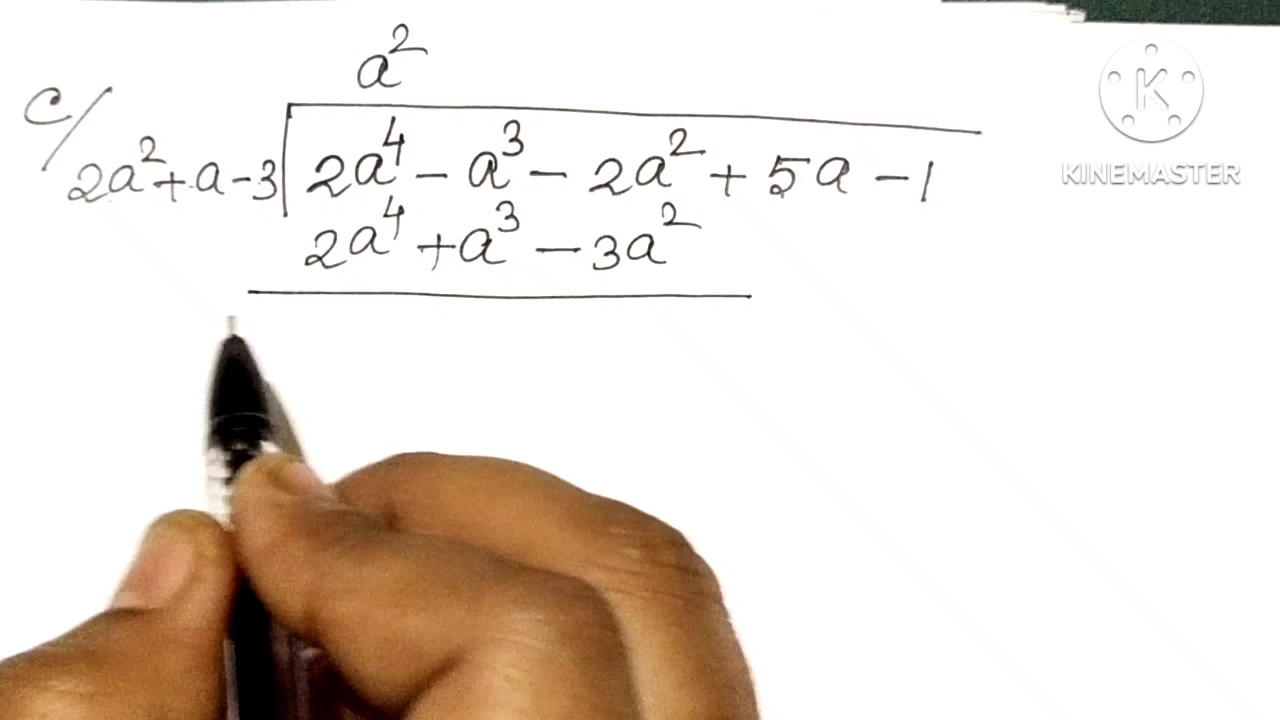 a²
c/
2a²+a-3 2a⁴ - a³ - 2a² + 5a - 1
2a⁴ + a³ - 3a²
K
KINEMASTER